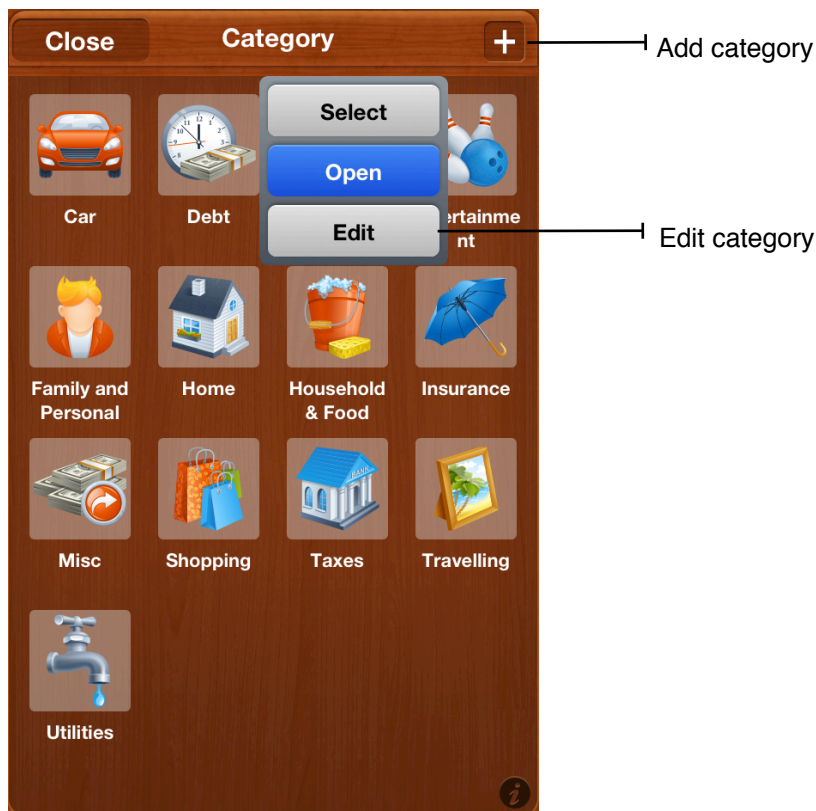 Close
Category
+
Add category
Select
Open
Edit
Edit category
Car
Debt
ertainme
nt
Family and
Personal
Home
Household
& Food
Insurance
BANK
Misc
Shopping
Taxes
Travelling
Utilities
i